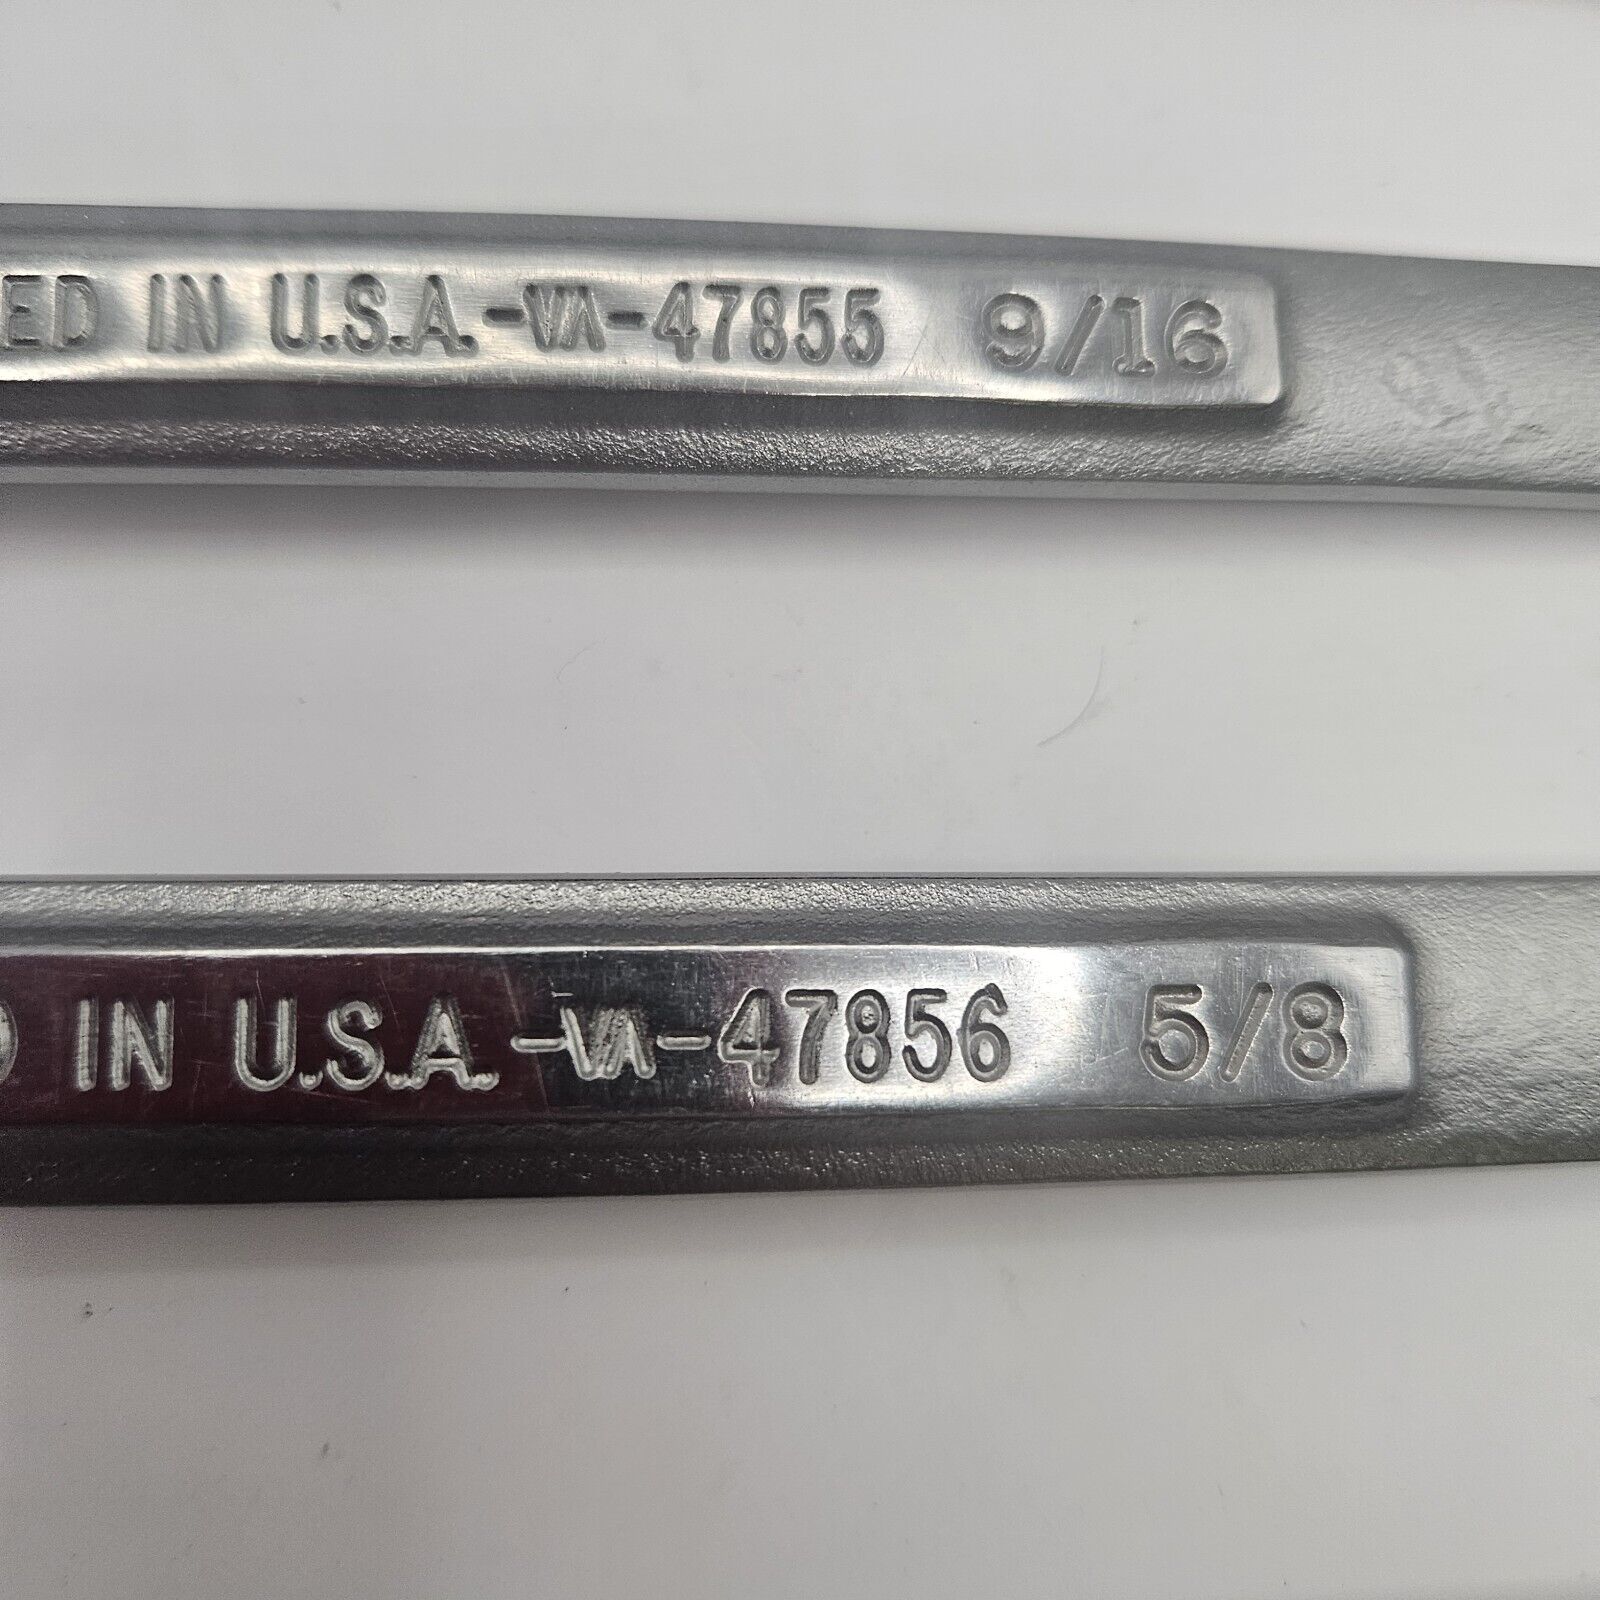 ED IN U.S.A.-VA-47855 9/16
IN U.S.A.-VA-47856 5/8